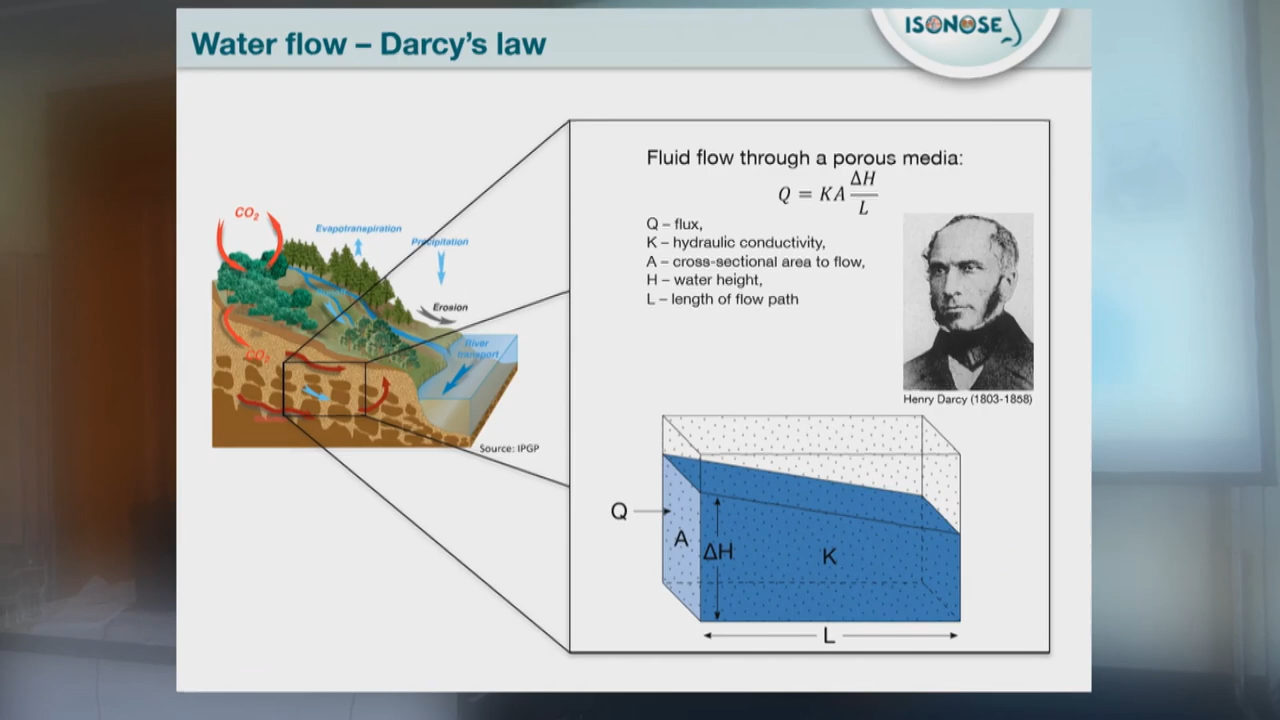 Water flow – Darcy's law
ISONOSE
Fluid flow through a porous media:
Q = KA ΔH/L
Q – flux,
K – hydraulic conductivity,
A – cross-sectional area to flow,
H – water height,
L – length of flow path
Henry Darcy (1803-1858)
CO₂
Evapotranspiration
Precipitation
Erosion
River
transport
CO₂
Source: IPGP
Q
A
ΔH
K
L